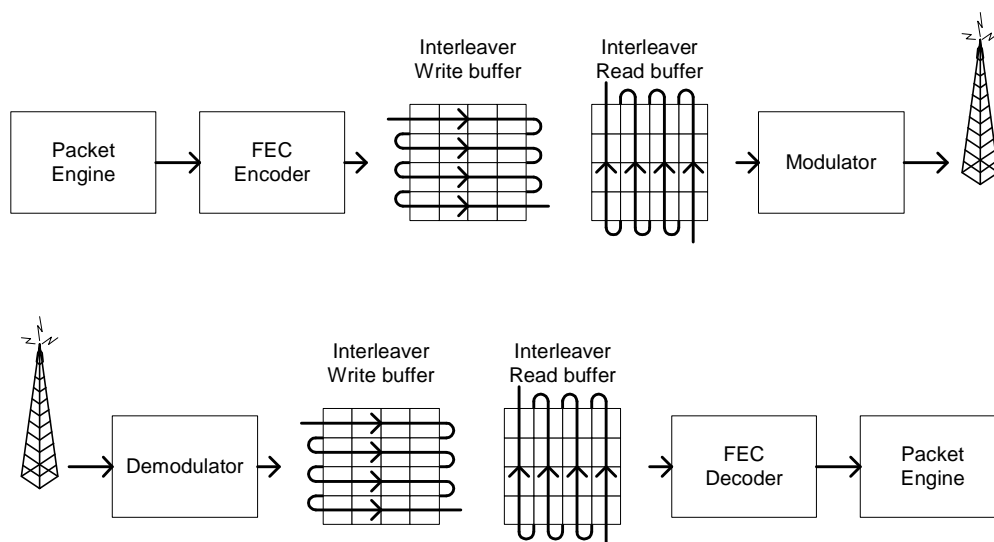 Interleaver
Write buffer
Interleaver
Read buffer
Packet
Engine
FEC
Encoder
Modulator
Interleaver
Write buffer
Interleaver
Read buffer
Demodulator
FEC
Decoder
Packet
Engine